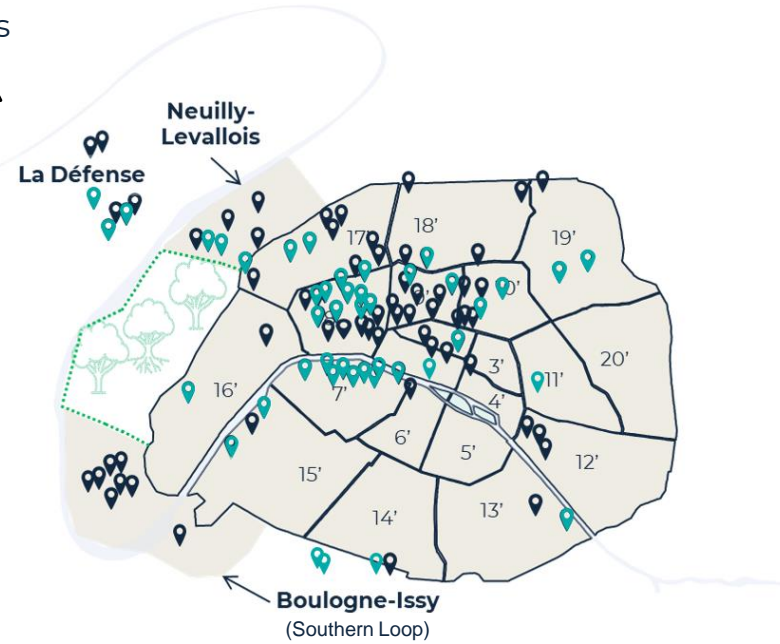 s
Neuilly-
Levallois
La Défense
17'
18'
19'
16'
7'
3'
4'
11'
20'
6'
5'
12'
15'
14'
13'
Boulogne-Issy
(Southern Loop)